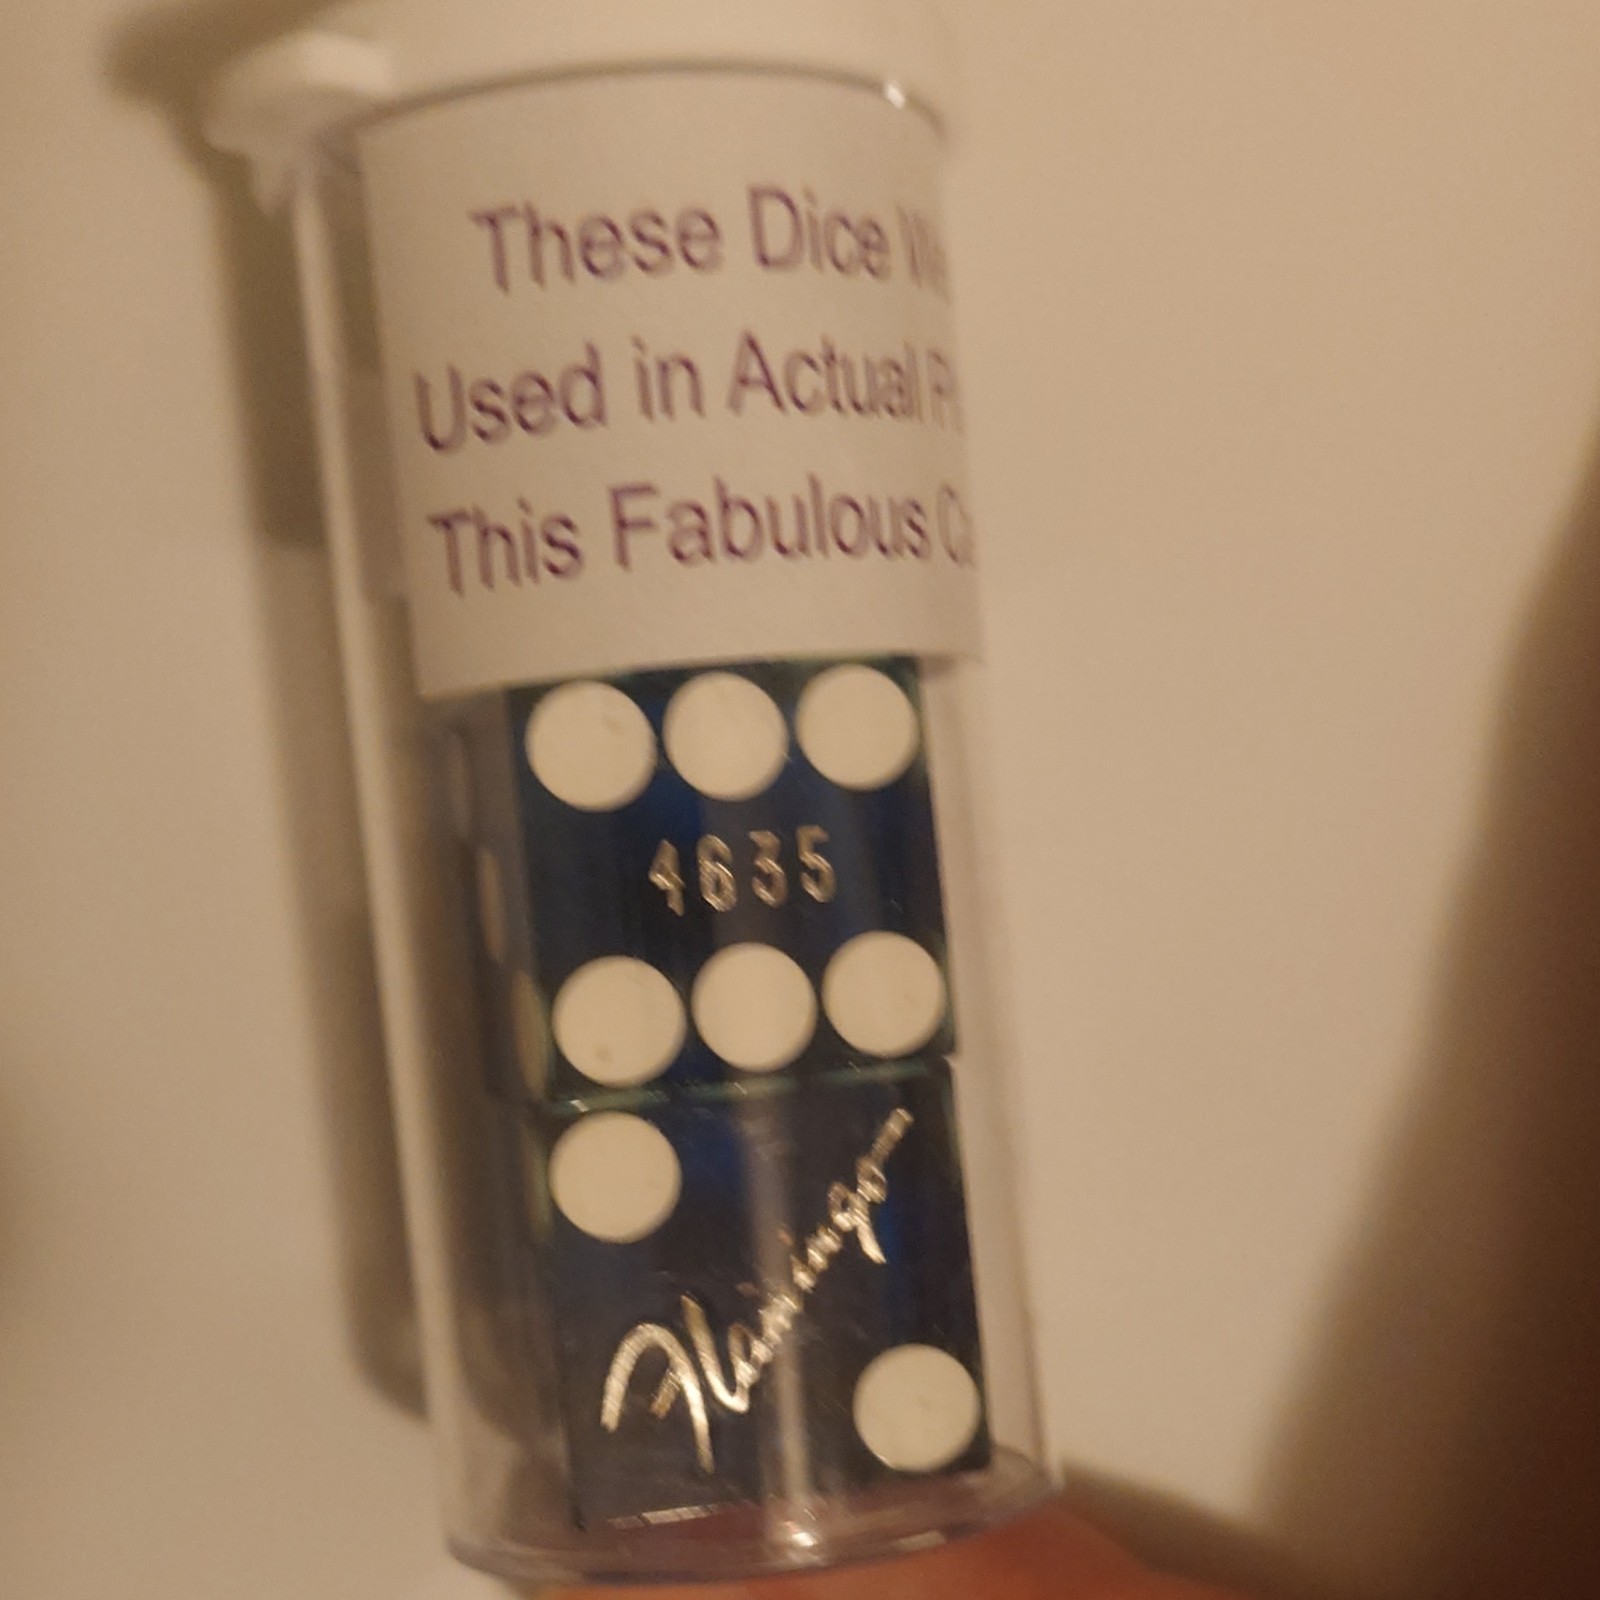 These Dice
Used in Actual
This Fabulous
4635
Flamingo